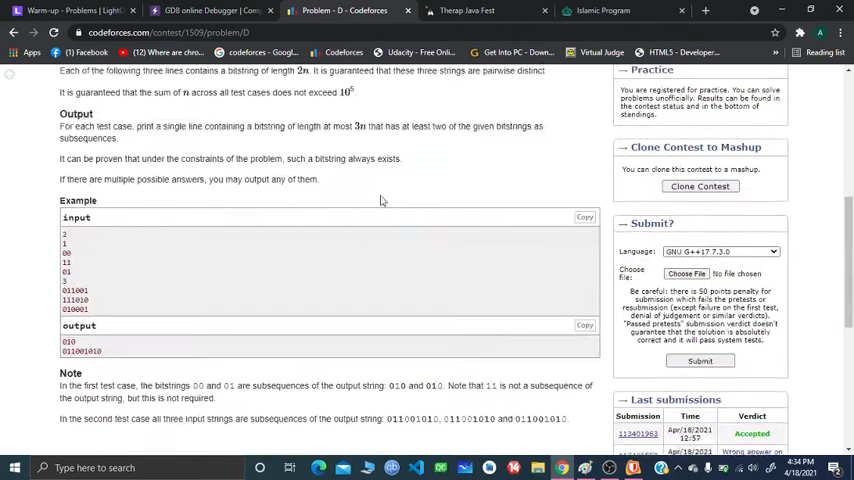 Warm-up - Problems | LightO
GDB online Debugger | Comp
Problem - D - Codeforces
Therap Java Fest
Islamic Program
codeforces.com/contest/1509/problem/D
Apps
(1) Facebook
(17) Where are chro...
codeforces - Googl...
Codeforces
Udacity - Free Onli...
Get Setting
Virtual Judge
HTML5 - Developer...
Reading list
Each of the following three lines contains a bitstring of length 2n. It is guaranteed that these three strings are pairwise distinct.
It is guaranteed that the sum of n across all test cases does not exceed 10^5.
Output
For each test case, print a single line containing a bitstring of length at most 3n that has at least two of the given bitstrings as
subsequences.
It can be proven that under the constraints of the problem, such a bitstring always exists.
If there are multiple possible answers, you may output any of them.
Example
input
Copy
2
1
00
11
01
3
011001
111010
010001
output
Copy
010
011001010
Note
In the first test case, the bitstrings 00 and 01 are subsequences of the output string: 010 and 010. Note that 11 is not a subsequence of
the output string, but this is not required.
In the second test case all three input strings are subsequences of the output string: 011001010, 011001010 and 011001010.
→ Practice
You are registered for practice. You can solve
problems unofficially. Results can be found in
the contest status and in the bottom of
standings.
→ Clone Contest to Mashup
You can clone this contest to a mashup.
Clone Contest
→ Submit?
Language:
GNU G++17 7.3.0
Choose
file:
Choose File No file chosen
Be careful: there is 50 points penalty for
submission which fails the pretests or
resubmission (except failure on the first test,
denial of judgement or similar verdicts).
"Passed pretests" submission verdict doesn't
guarantee that the solution is absolutely
correct and it will pass system tests.
Submit
→ Last submissions
Submission Time Verdict
113401963 Apr/18/2021 12:57 Accepted
Apr/18/2021 Wrong answer on
Type here to search
4:34 PM
4/18/2021